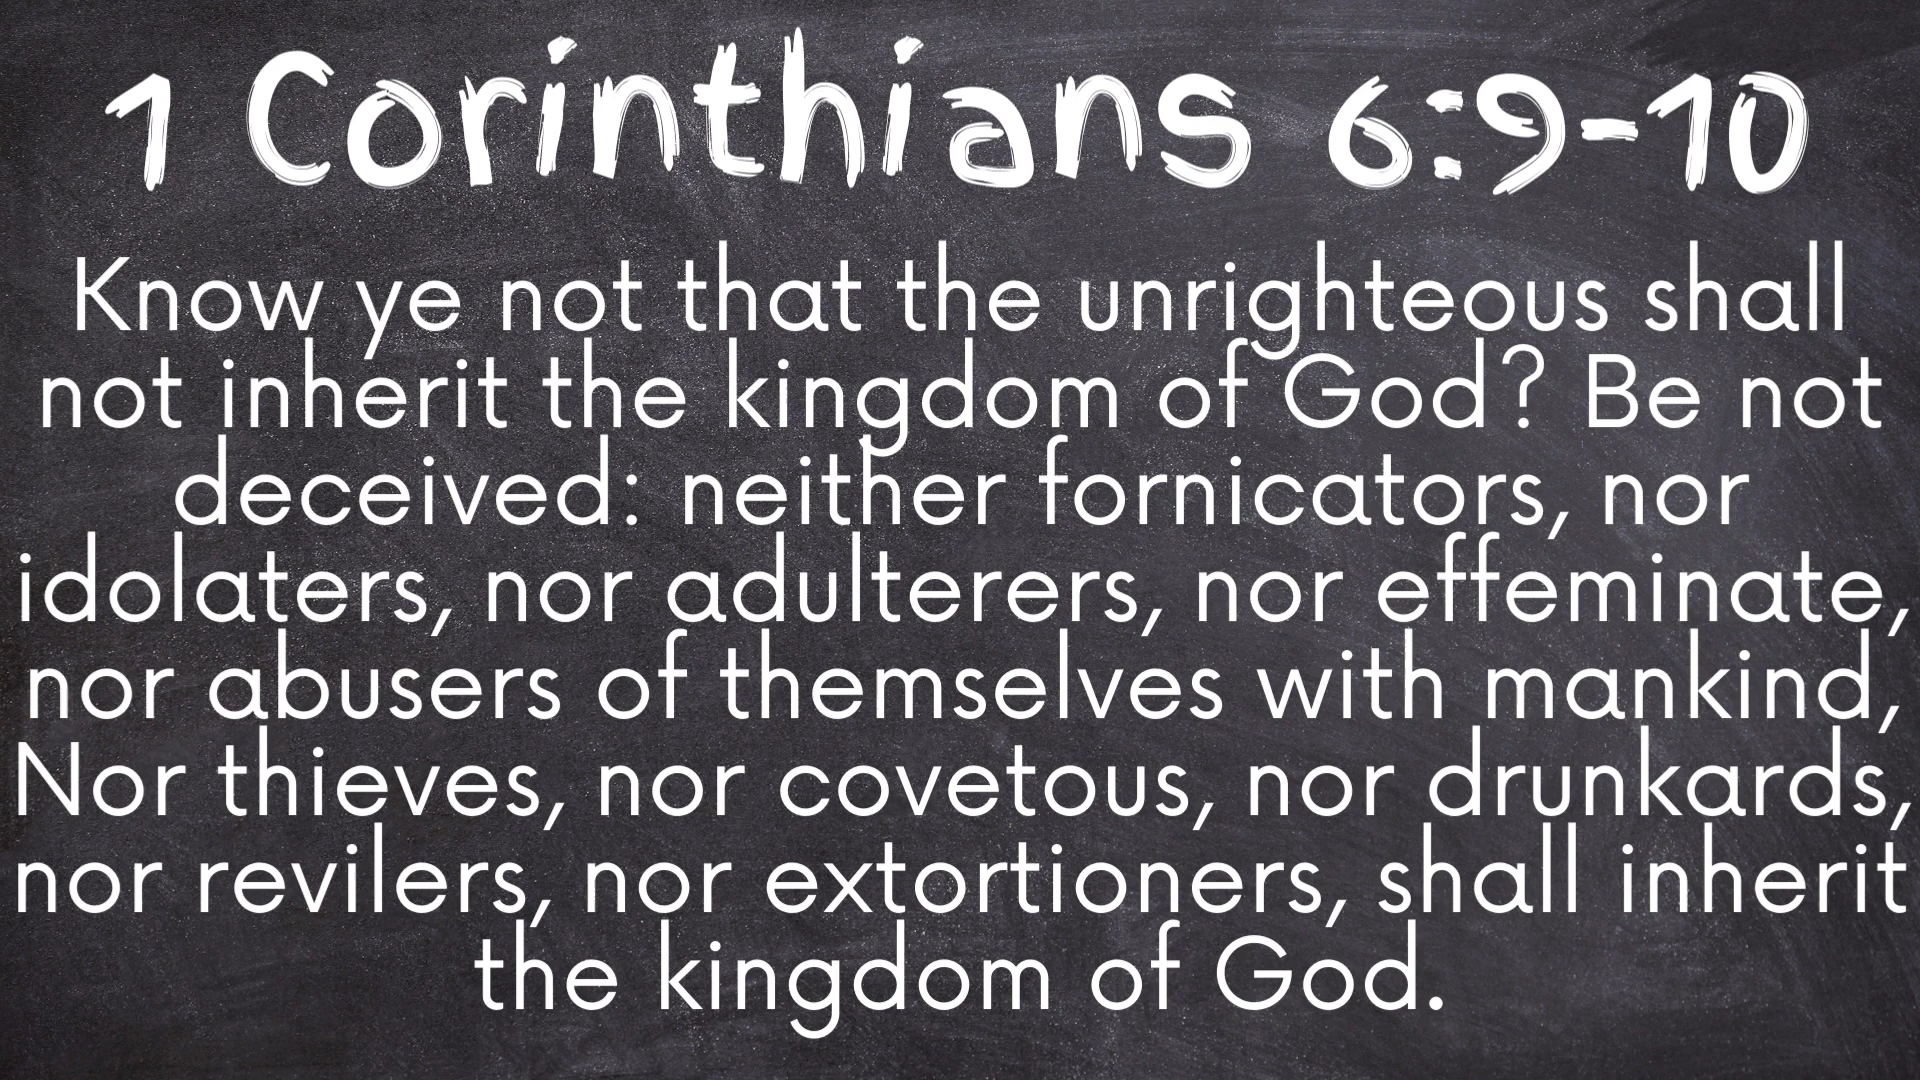 1 Corinthians 6:9-10
Know ye not that the unrighteous shall
not inherit the kingdom of God? Be not
deceived: neither fornicators, nor
idolaters, nor adulterers, nor effeminate,
nor abusers of themselves with mankind,
Nor thieves, nor covetous, nor drunkards,
nor revilers, nor extortioners, shall inherit
the kingdom of God.